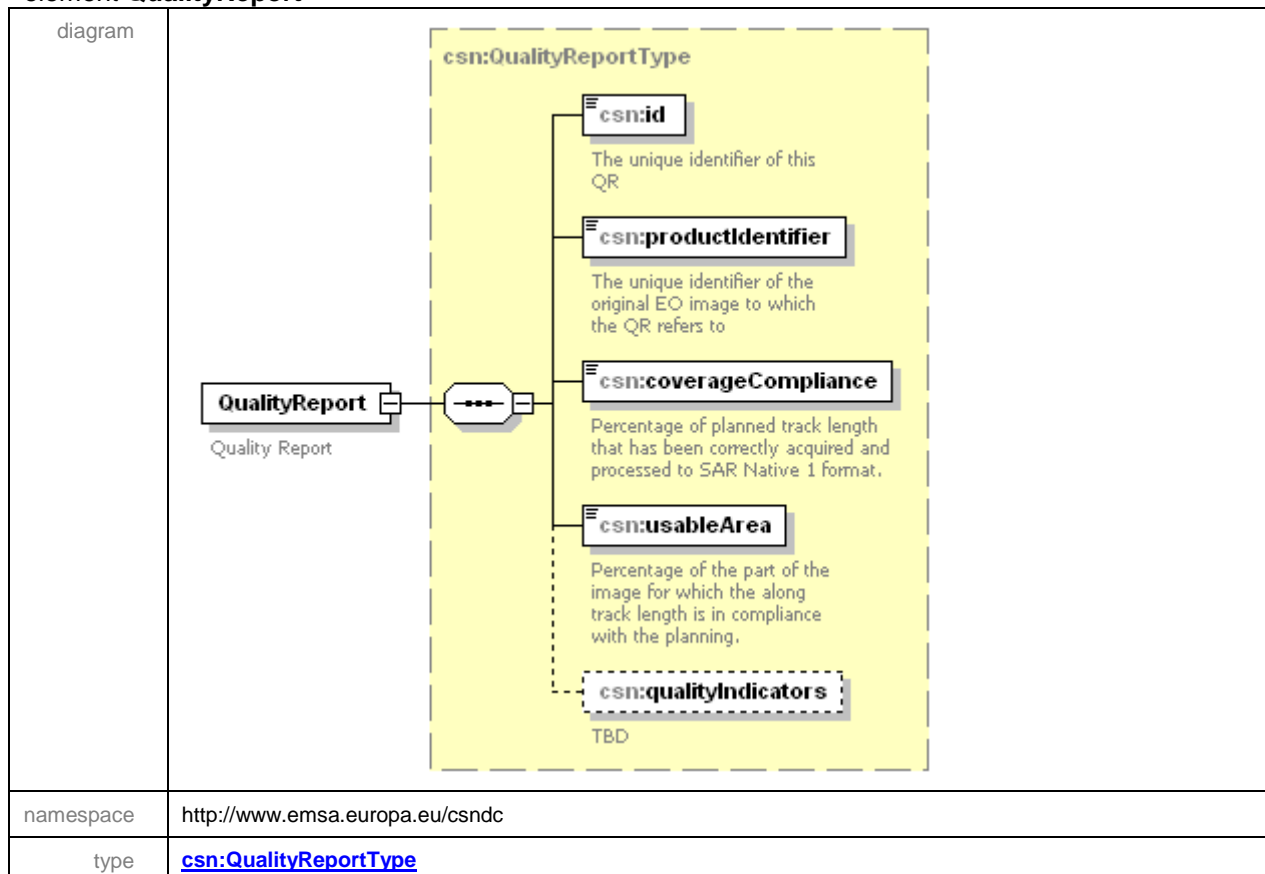 element QualityReport
diagram
csn:QualityReportType
csn:id
The unique identifier of this
QR
csn:productIdentifier
The unique identifier of the
original EO image to which
the QR refers to
csn:coverageCompliance
Percentage of planned track length
that has been correctly acquired and
processed to SAR Native 1 format.
QualityReport
Quality Report
csn:usableArea
Percentage of the part of the
image for which the along
track length is in compliance
with the planning.
csn:qualityIndicators
TBD
namespace
http://www.emsa.europa.eu/csndc
type
csn:QualityReportType